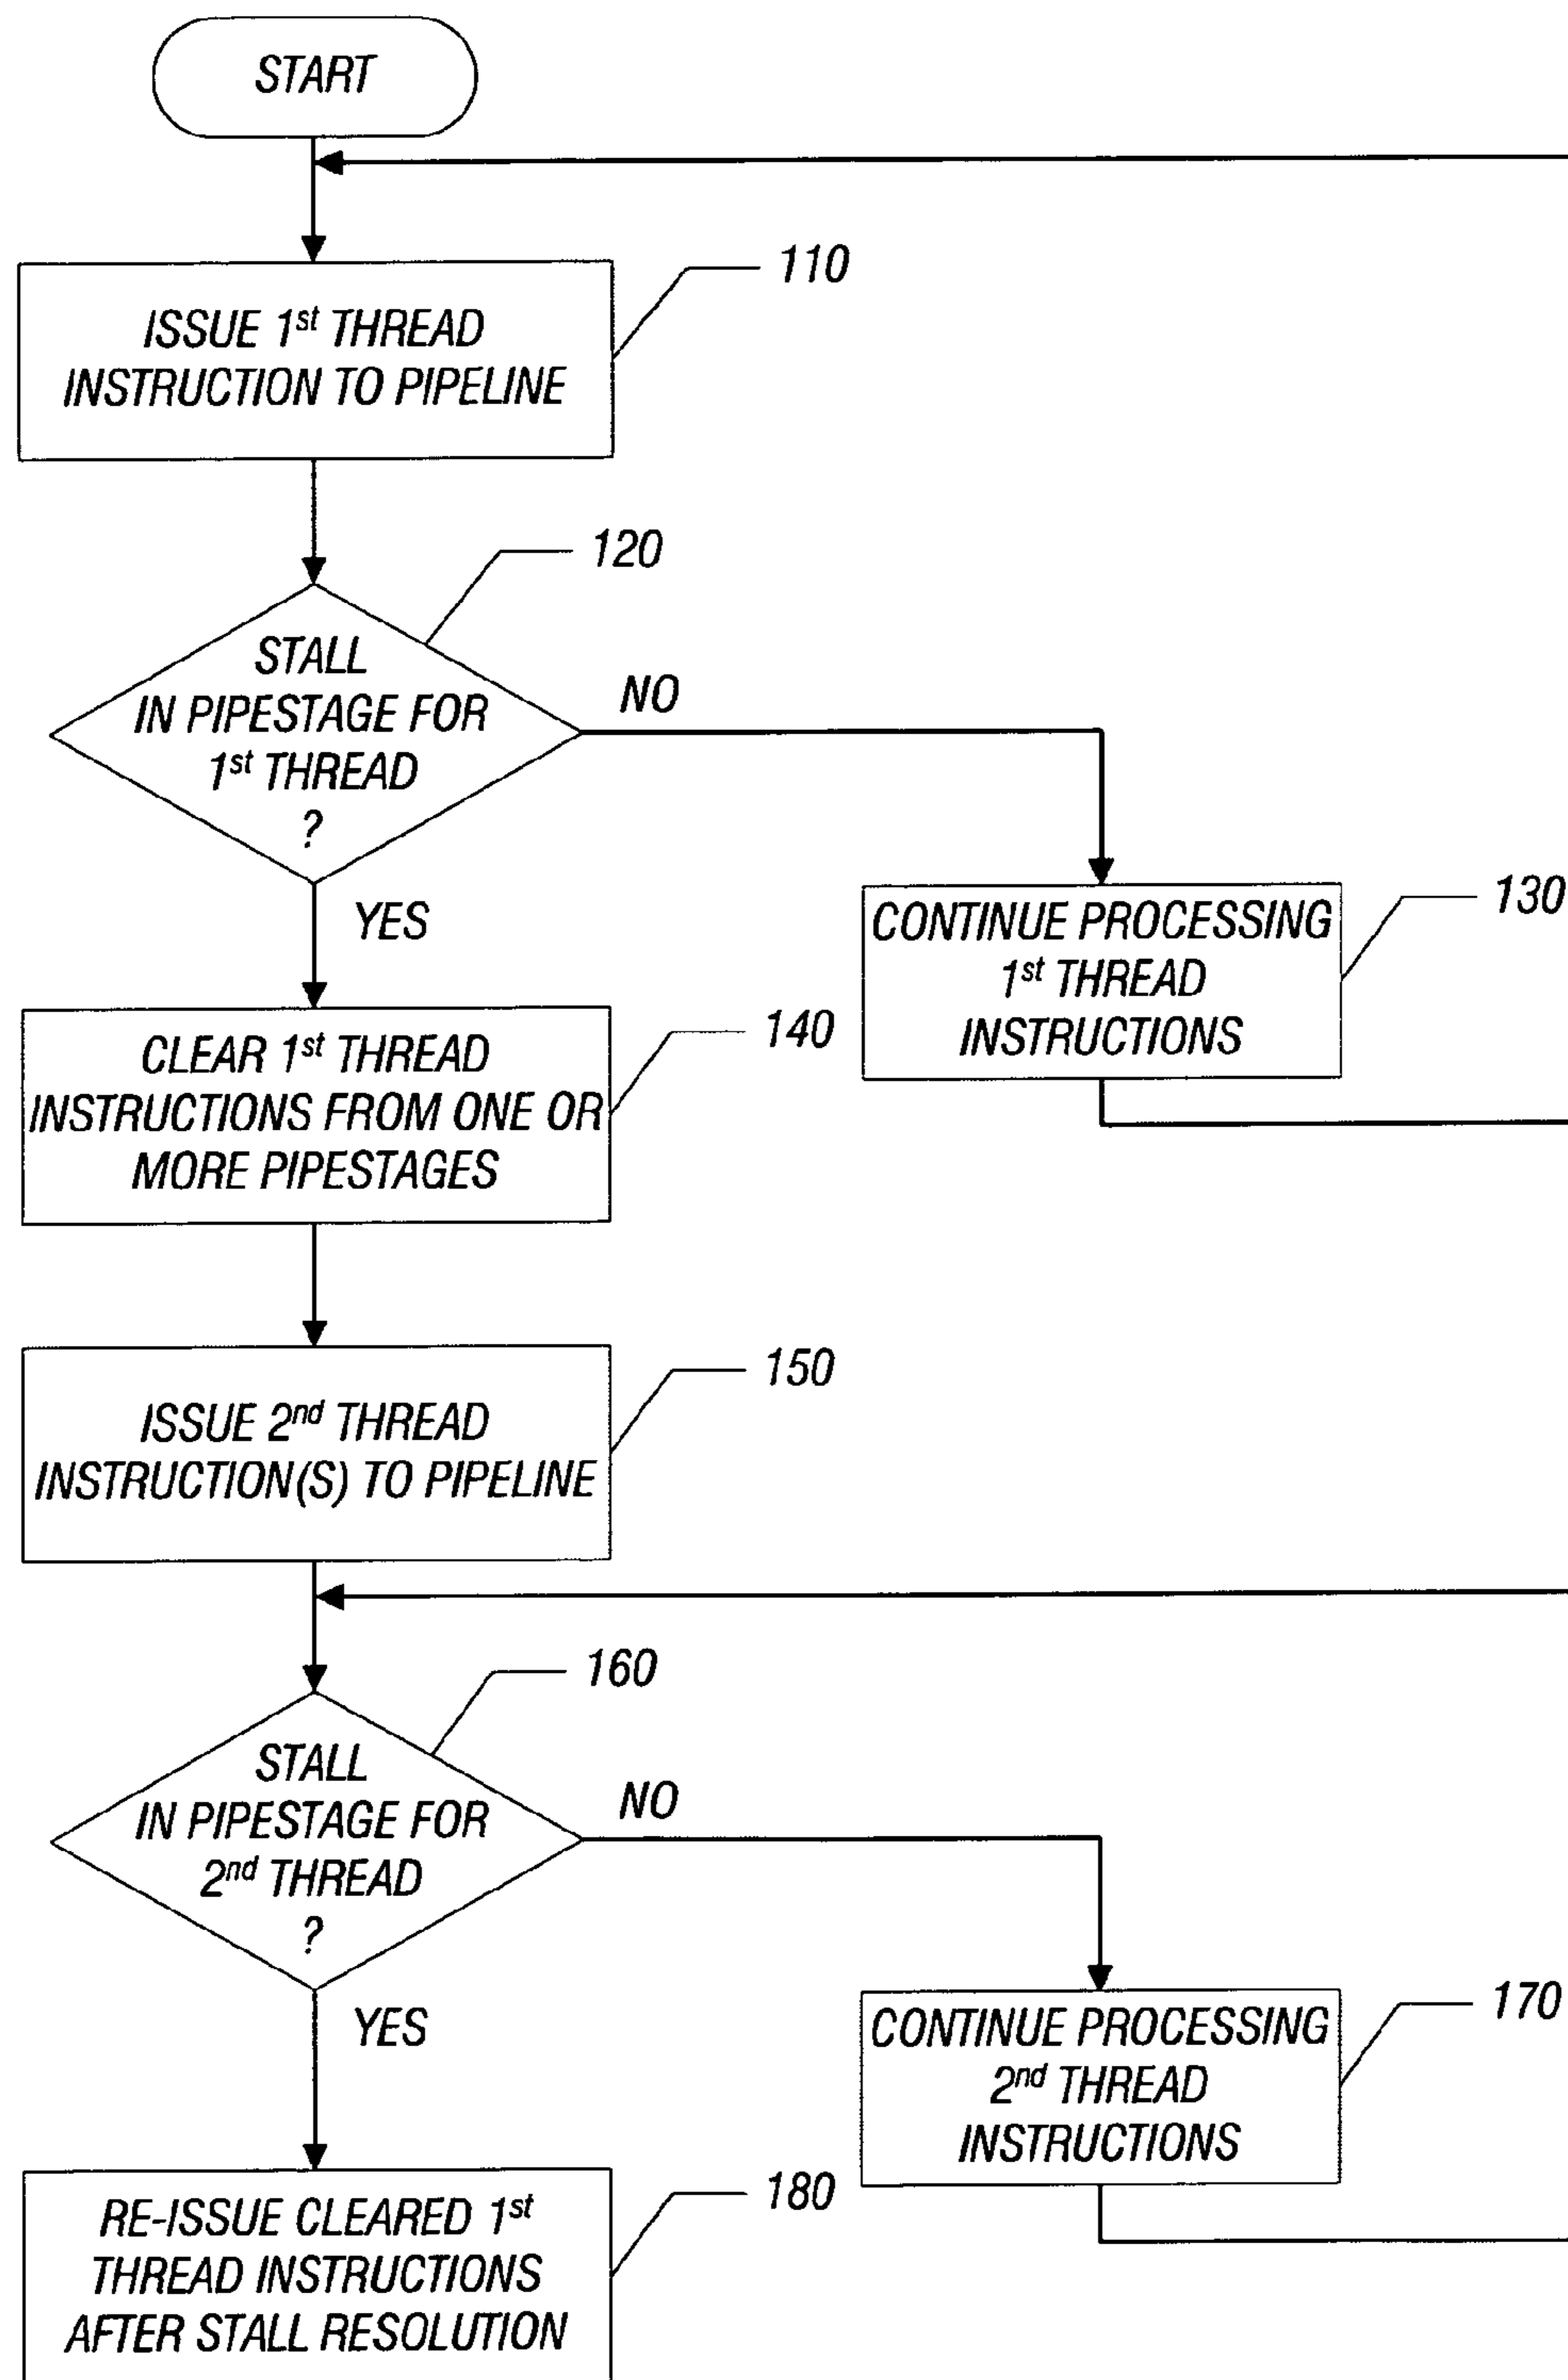 START
ISSUE 1st THREAD
INSTRUCTION TO PIPELINE
110
STALL
IN PIPESTAGE FOR
1st THREAD
?
120
NO
YES
CONTINUE PROCESSING
1st THREAD
INSTRUCTIONS
130
CLEAR 1st THREAD
INSTRUCTIONS FROM ONE OR
MORE PIPESTAGES
140
ISSUE 2nd THREAD
INSTRUCTION(S) TO PIPELINE
150
STALL
IN PIPESTAGE FOR
2nd THREAD
?
160
NO
YES
CONTINUE PROCESSING
2nd THREAD
INSTRUCTIONS
170
RE-ISSUE CLEARED 1st
THREAD INSTRUCTIONS
AFTER STALL RESOLUTION
180